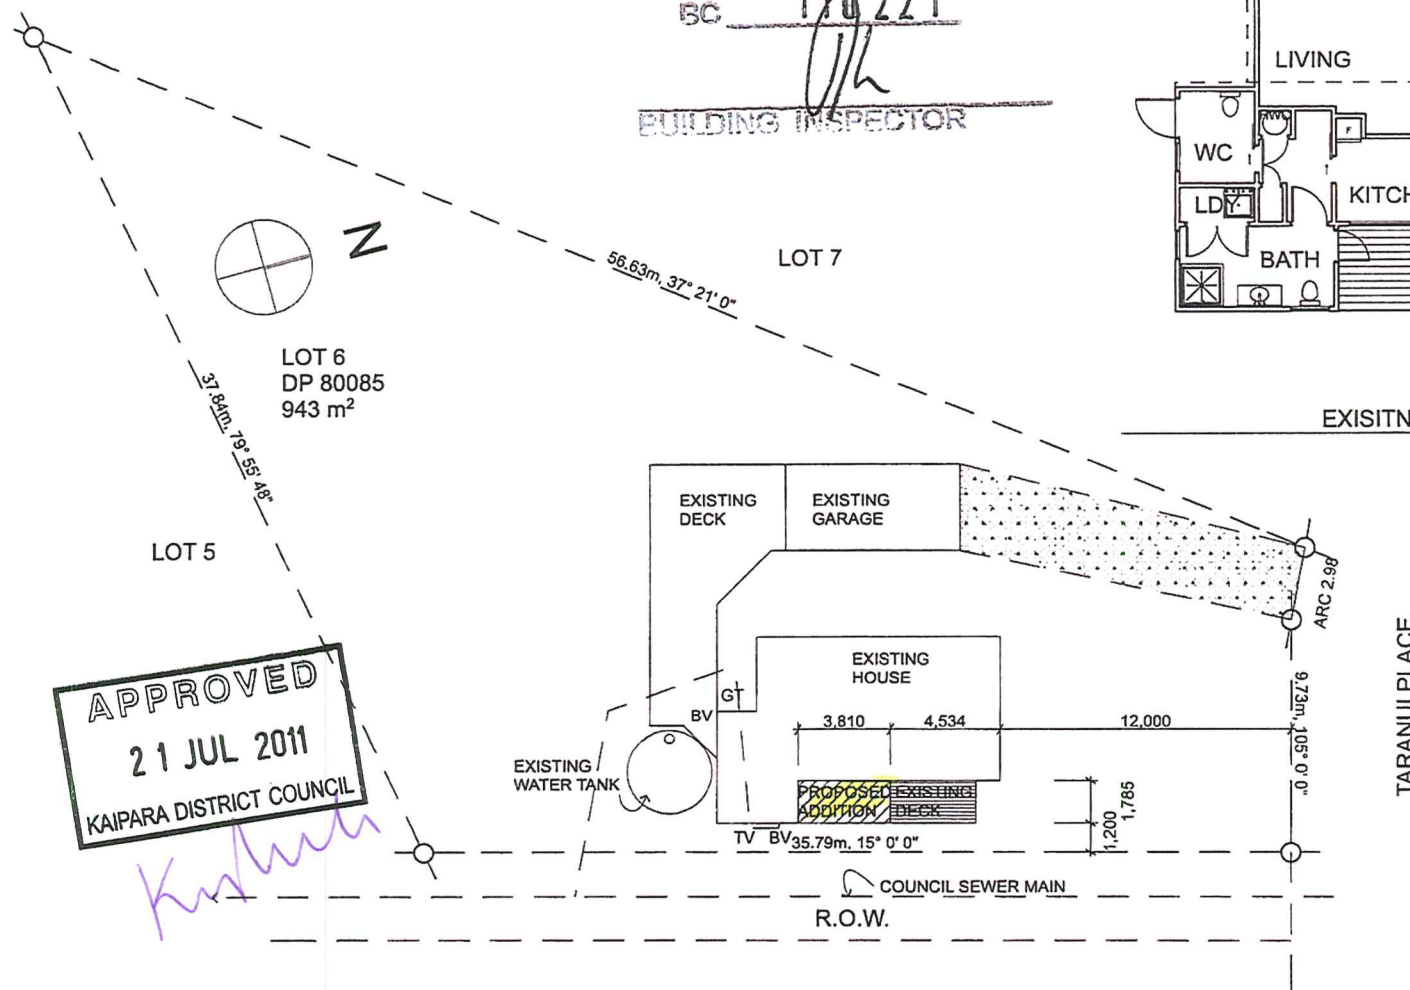 BC
BUILDING INSPECTOR
LIVING
WC
F
KITCH
LDY.
BATH
EXISITN
N
LOT 7
56.63m, 37° 21' 0"
LOT 6
DP 80085
943 m²
37.84m, 79° 55' 48"
LOT 5
EXISTING
DECK
EXISTING
GARAGE
ARC 2.98
TARANUI PLACE
EXISTING
HOUSE
GT
BV
3,810
4,534
12,000
9.73m, 105° 0' 0"
EXISTING
WATER TANK
PROPOSED
ADDITION
EXISTING
DECK
1,785
1,200
TV
BV
35.79m, 15° 0' 0"
COUNCIL SEWER MAIN
R.O.W.
APPROVED
21 JUL 2011
KAIPARA DISTRICT COUNCIL